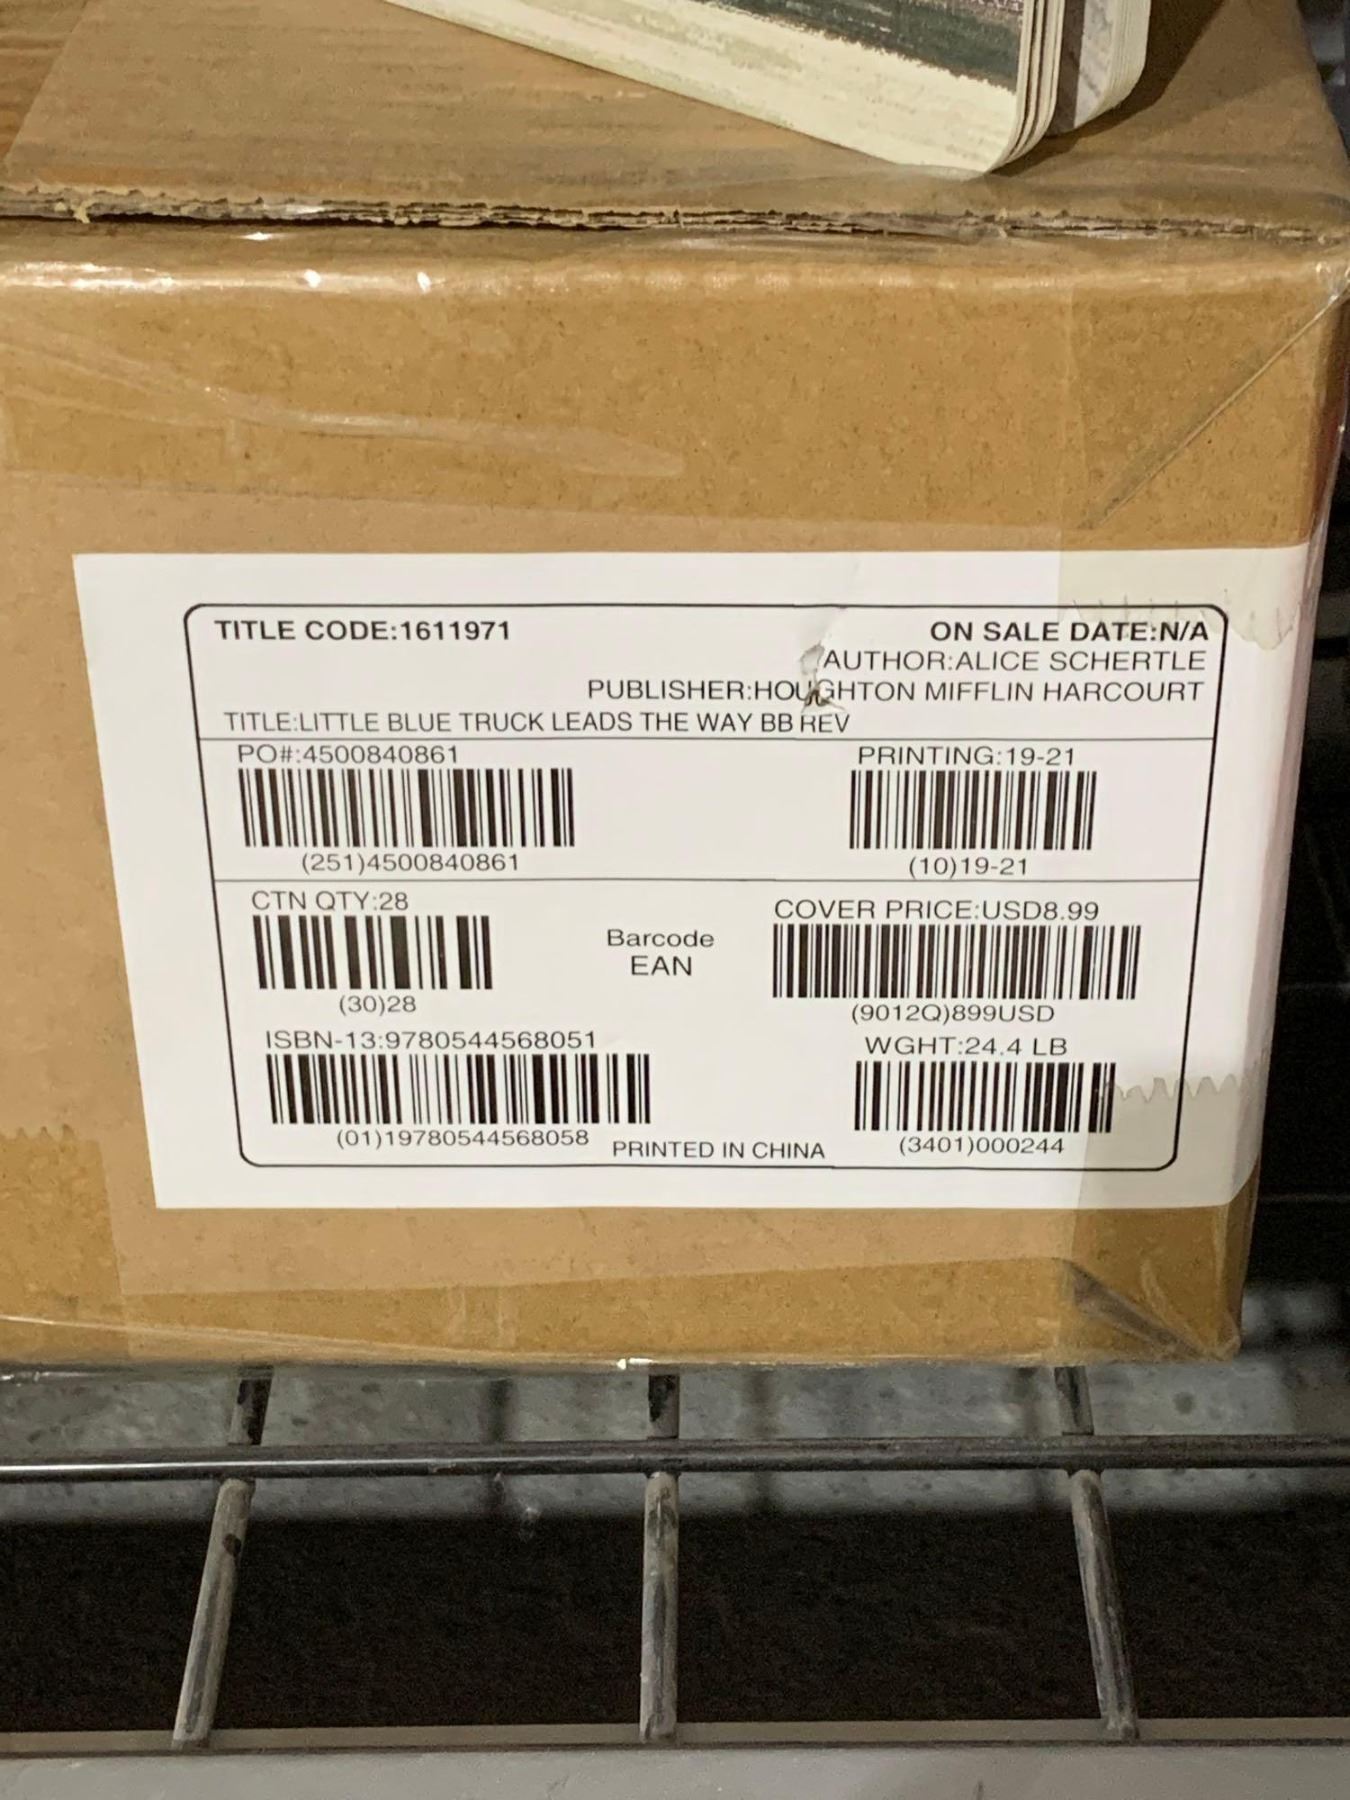 TITLE CODE:1611971
ON SALE DATE:N/A
AUTHOR:ALICE SCHERTLE
PUBLISHER:HOUGHTON MIFFLIN HARCOURT
TITLE:LITTLE BLUE TRUCK LEADS THE WAY BB REV
PO#:4500840861
PRINTING:19-21
(251)4500840861
(10)19-21
CTN QTY:28
COVER PRICE:USD8.99
Barcode
EAN
(30)28
(9012Q)899USD
ISBN-13:9780544568051
WGHT:24.4 LB
(01)19780544568058
PRINTED IN CHINA
(3401)000244